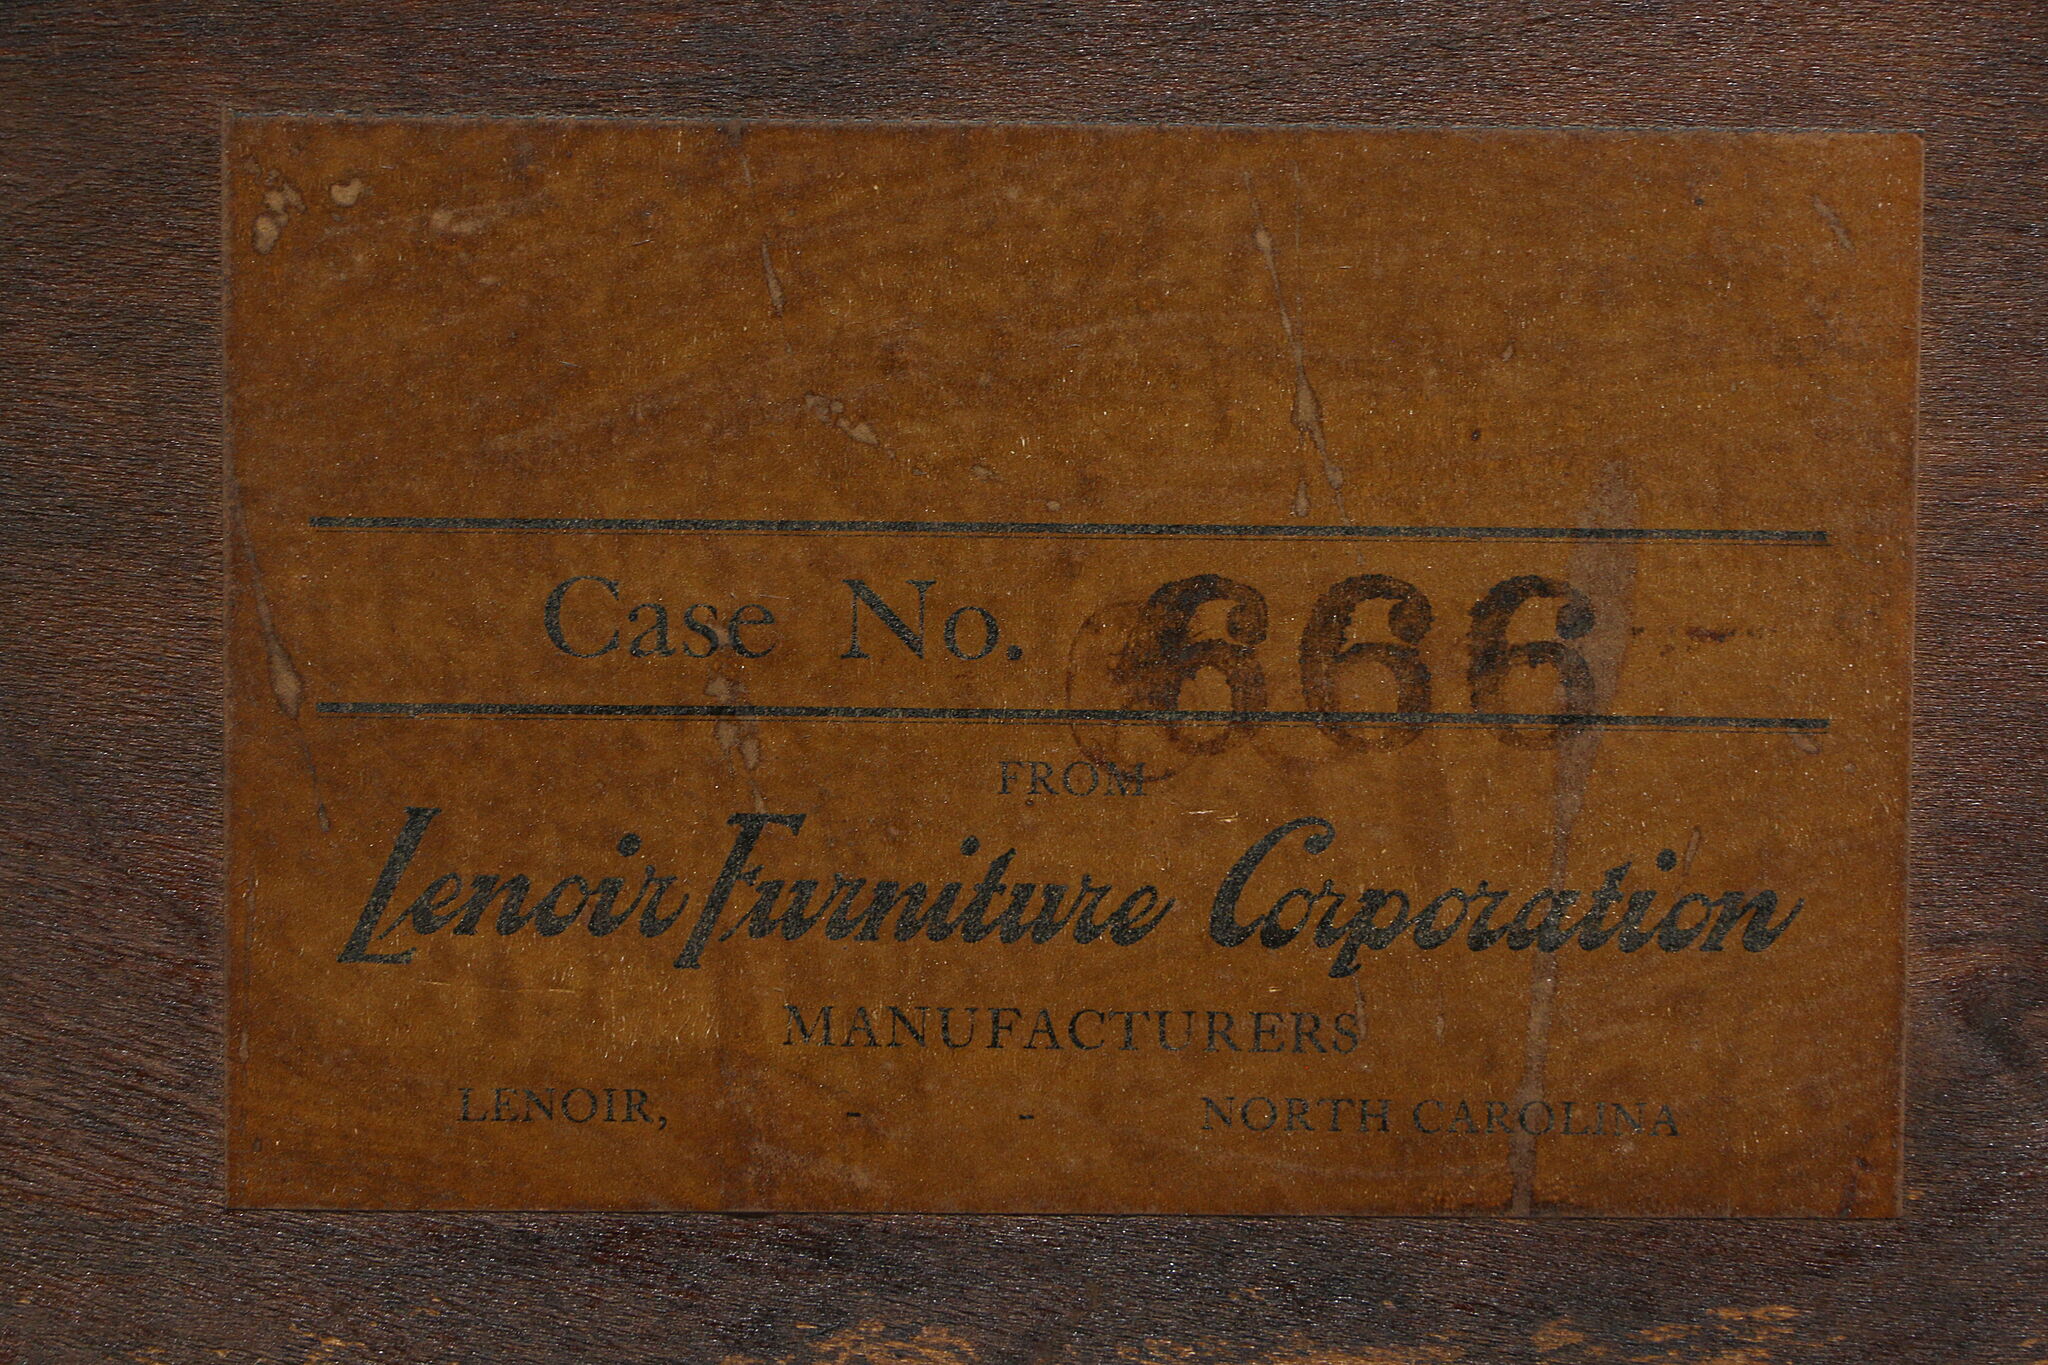 Case No. 666
FROM
Lenoir Furniture Corporation
MANUFACTURERS
LENOIR, - - NORTH CAROLINA